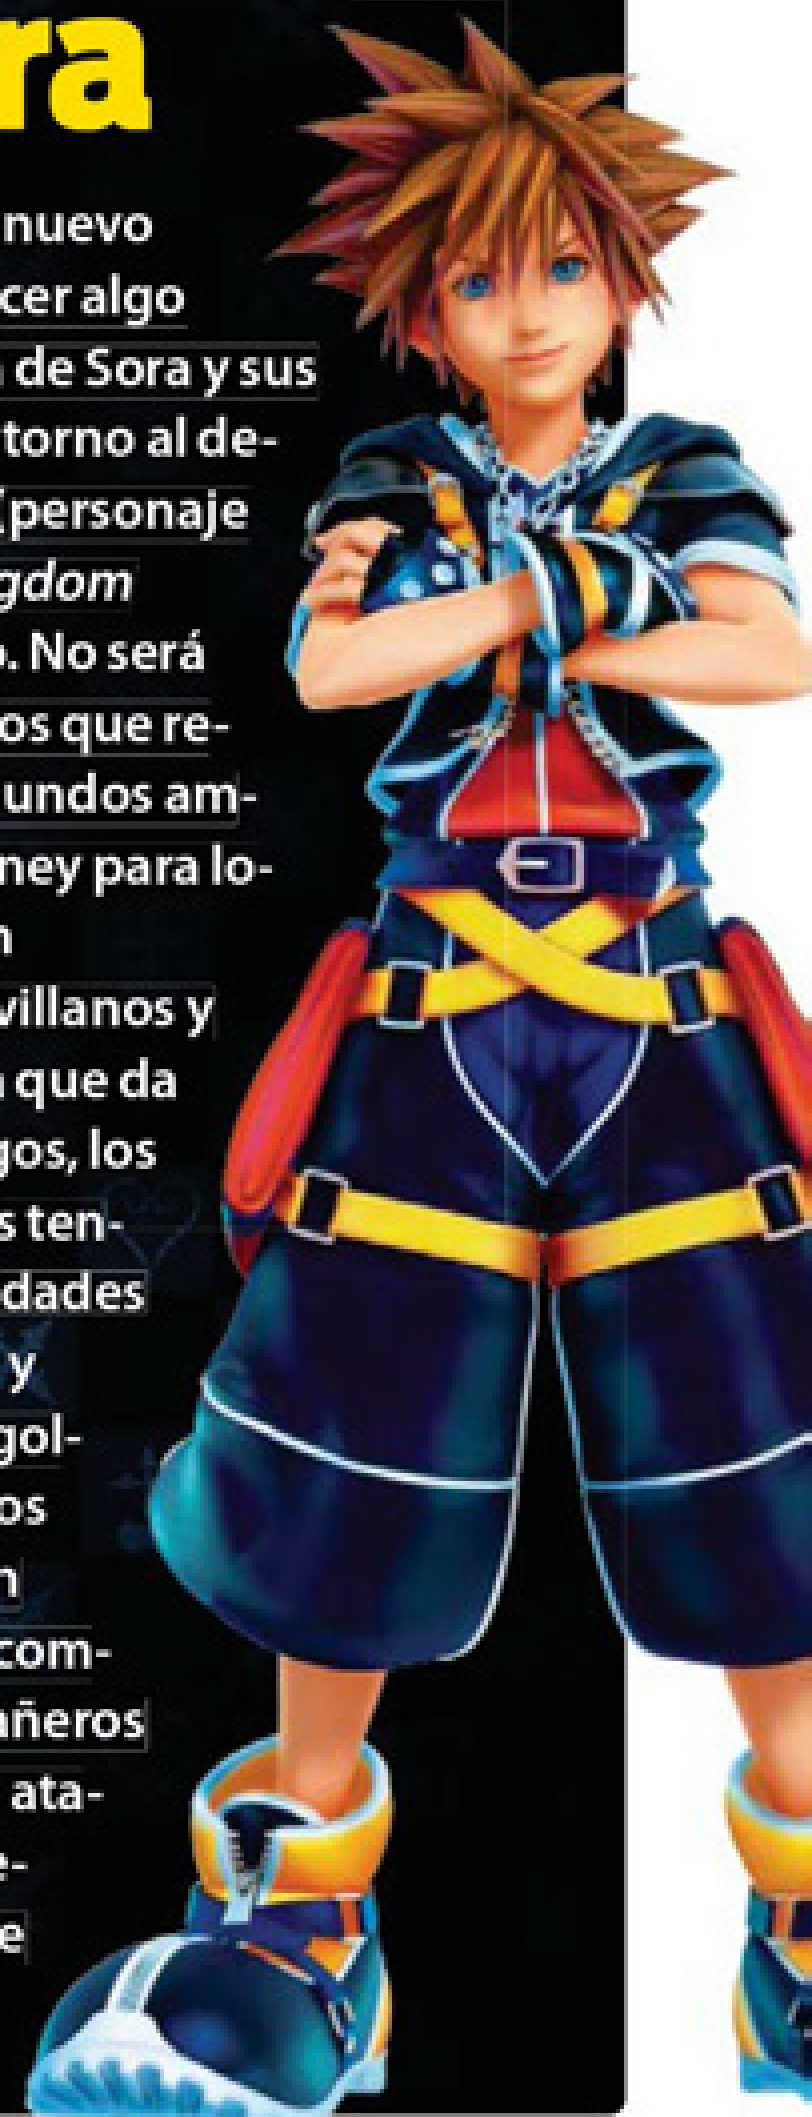 ra
nuevo
cer algo
de Sora y sus
torno al de-
(personaje
gdom
o. No será
os que re-
undos am-
ney para lo-
n
villanos y
a que da
gos, los
s ten-
dades
y
gol-
os
n
com-
añeros
ata-
e-
e